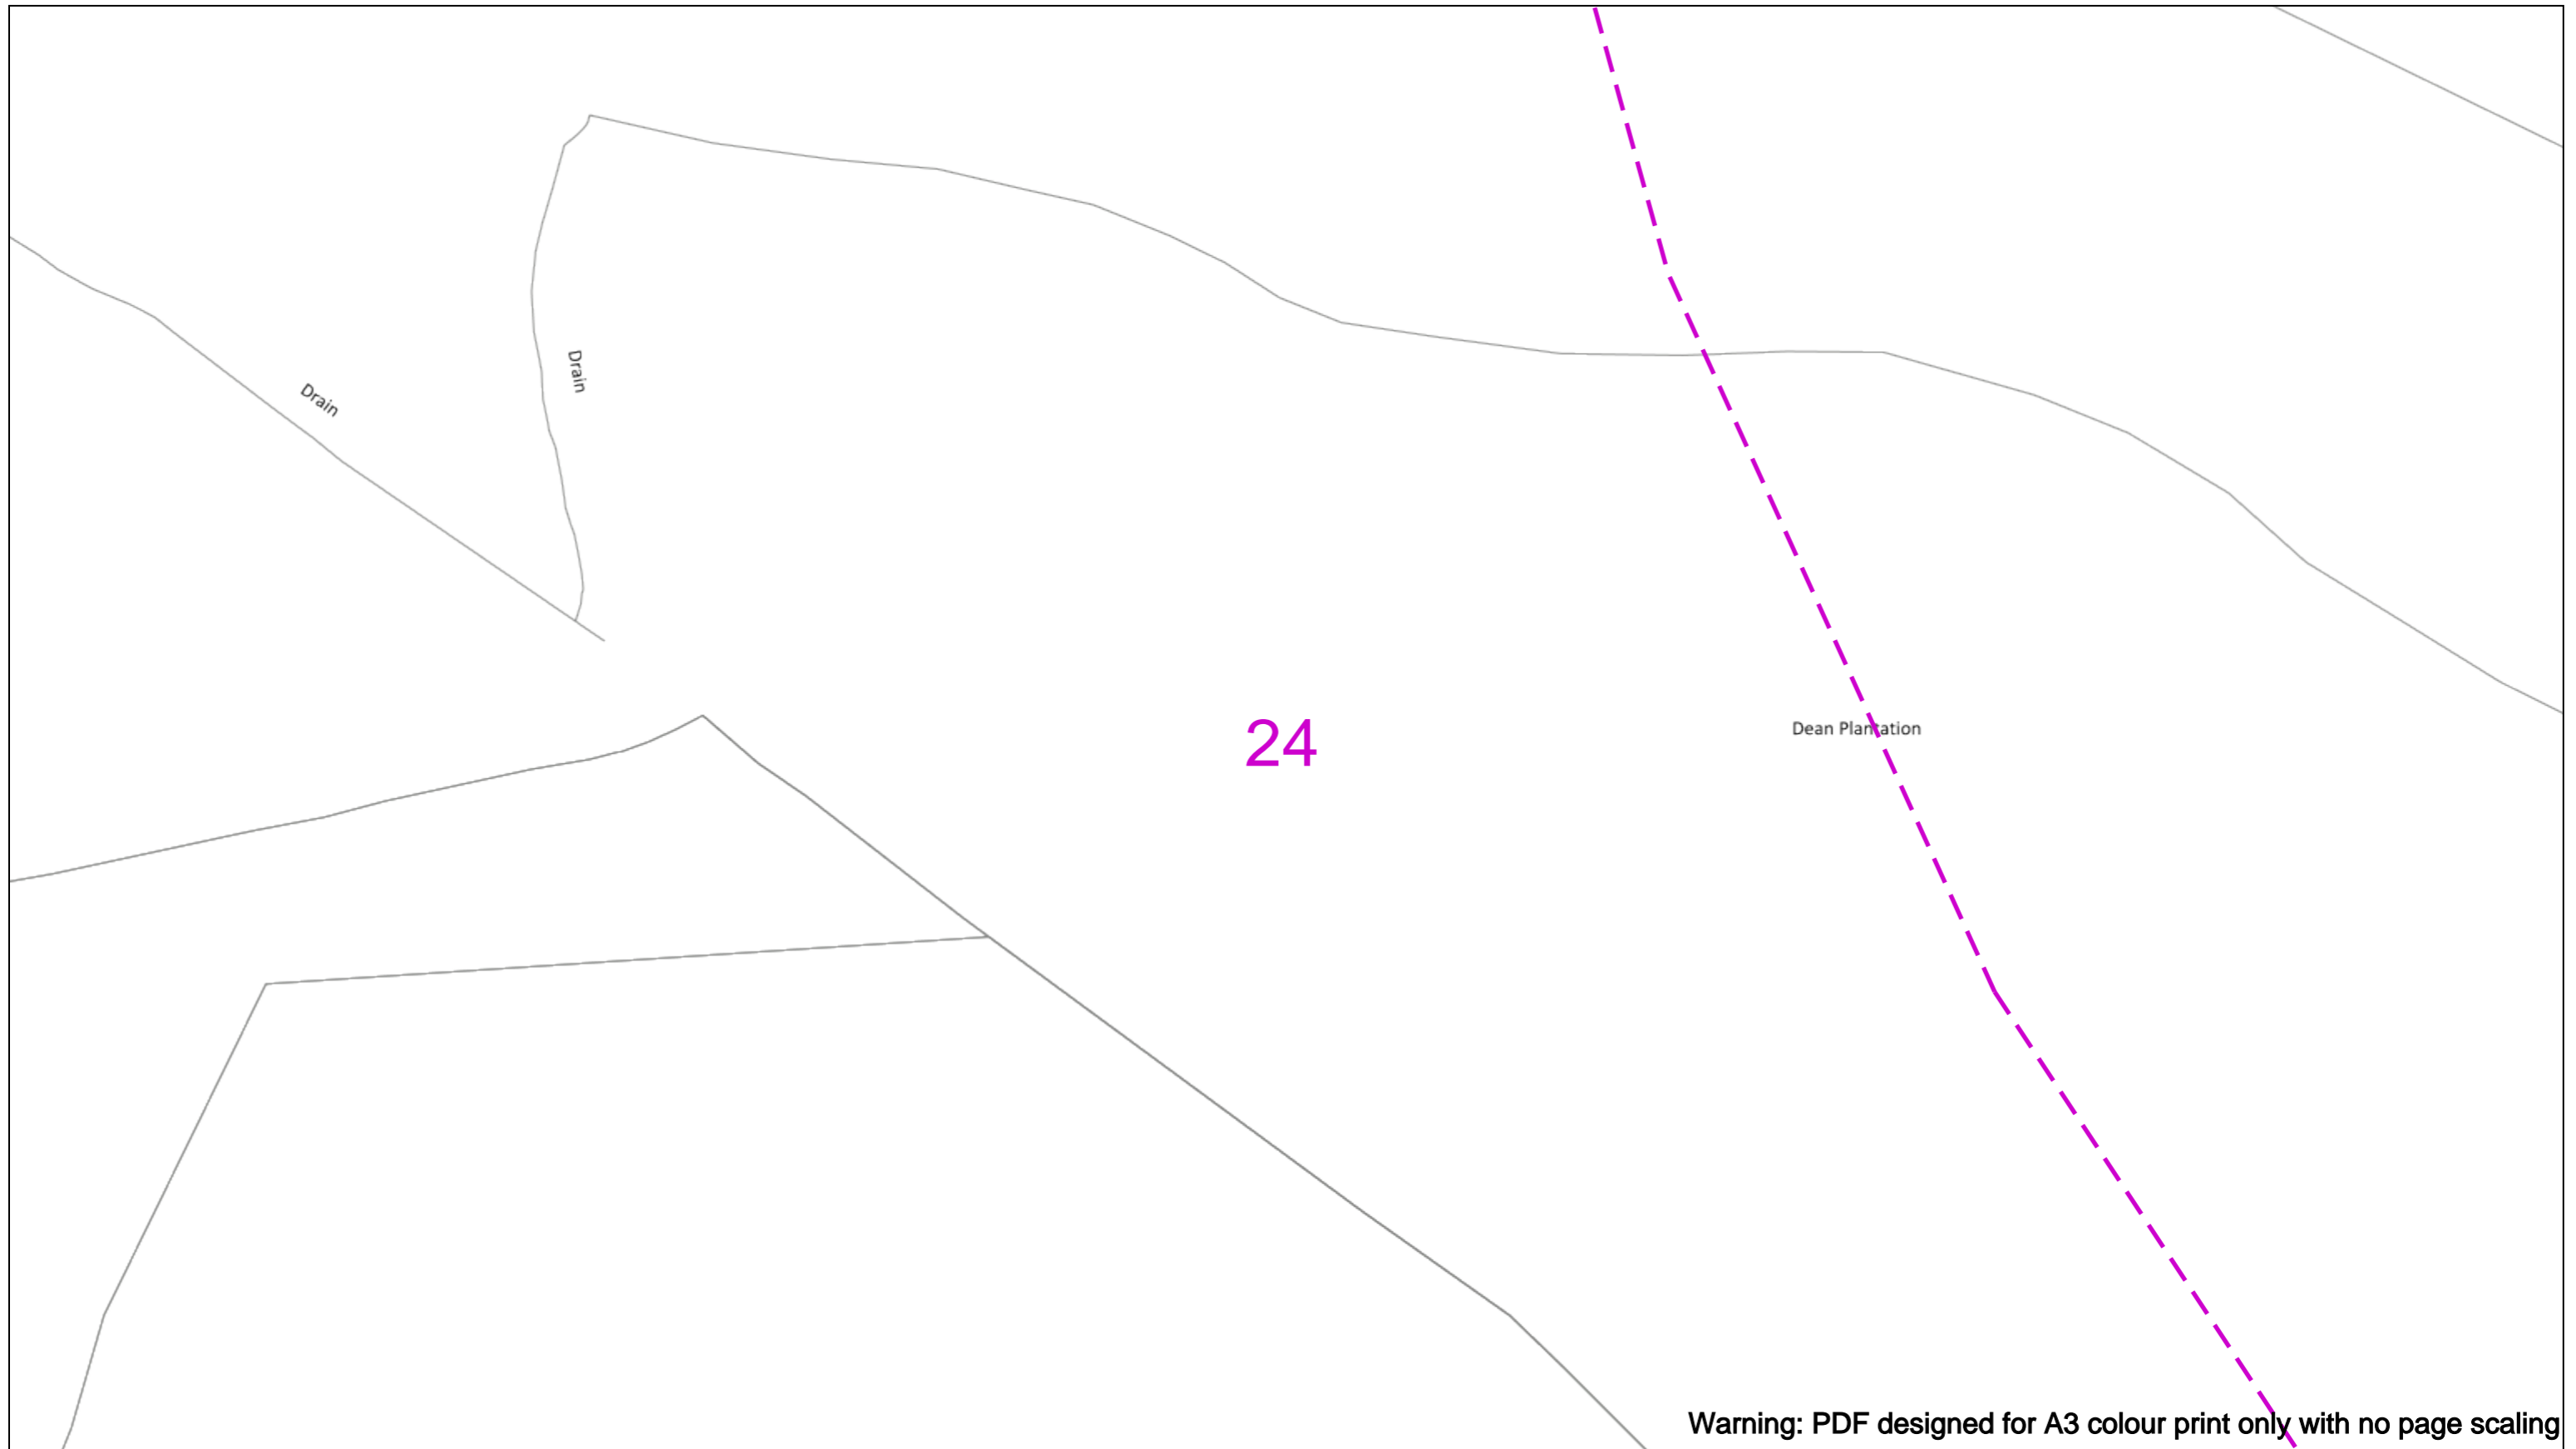 Drain
Drain
24
Dean Plantation
Warning: PDF designed for A3 colour print only with no page scaling